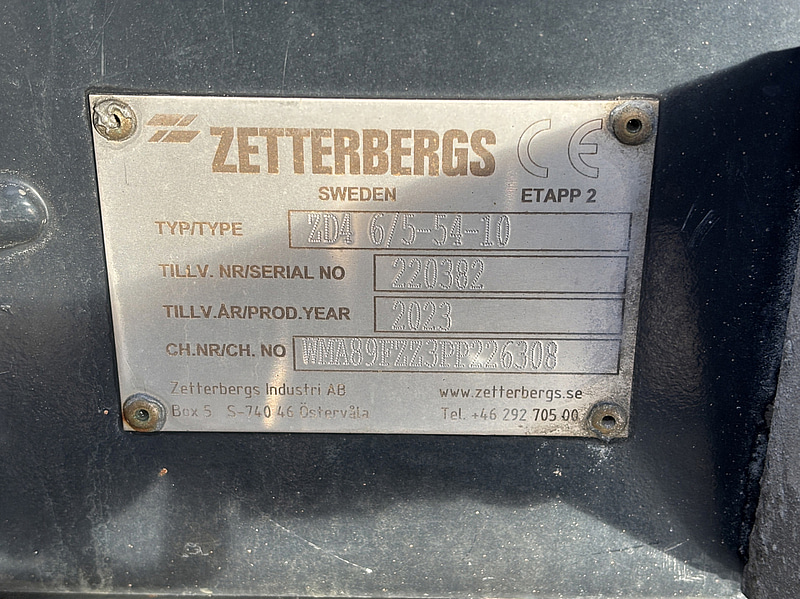 ZETTERBERGS CE
SWEDEN ETAPP 2
TYP/TYPE ZD4 6/5-54-10
TILLV. NR/SERIAL NO 220382
TILLV.ÅR/PROD.YEAR 2023
CH.NR/CH. NO WMA89FZZ3PP226308
Zetterbergs Industri AB www.zetterbergs.se
Box 5 S-740 46 Östervåla Tel. +46 292 705 00